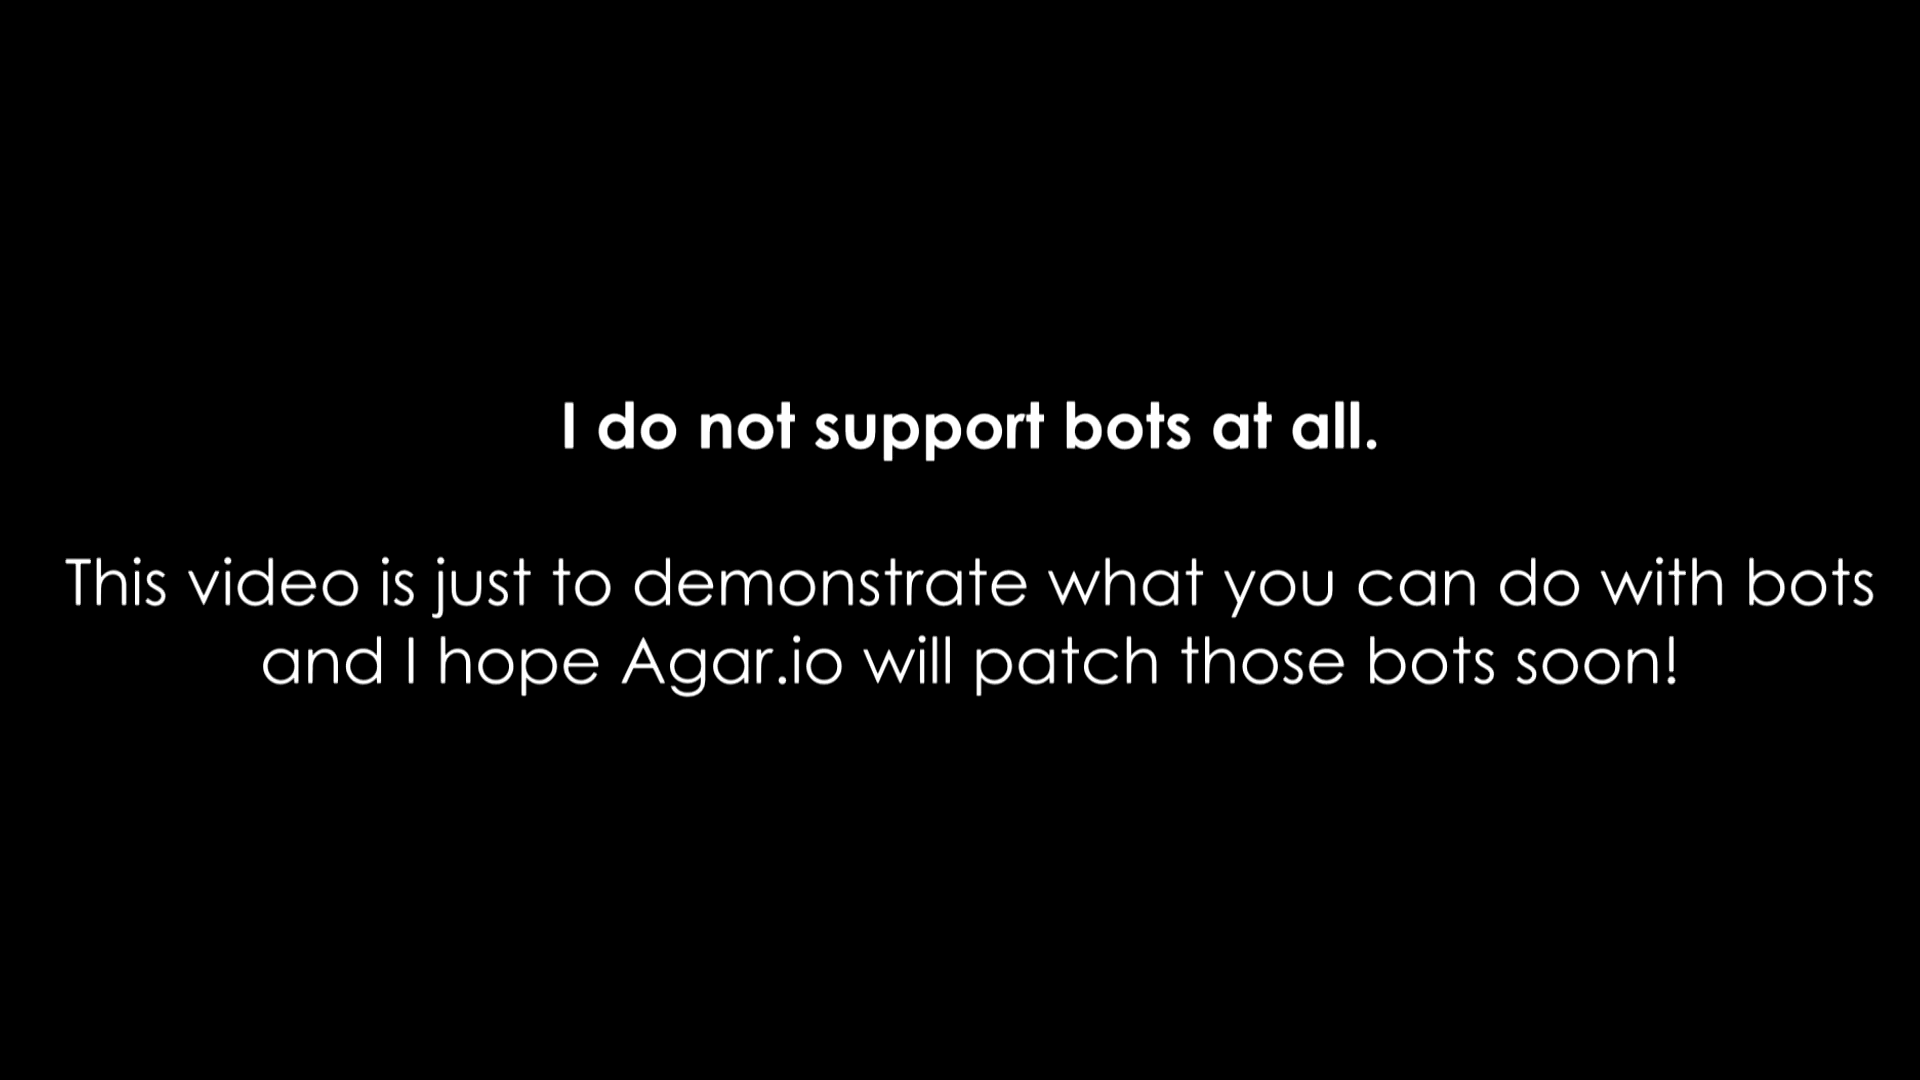 I do not support bots at all.
This video is just to demonstrate what you can do with bots
and I hope Agar.io will patch those bots soon!